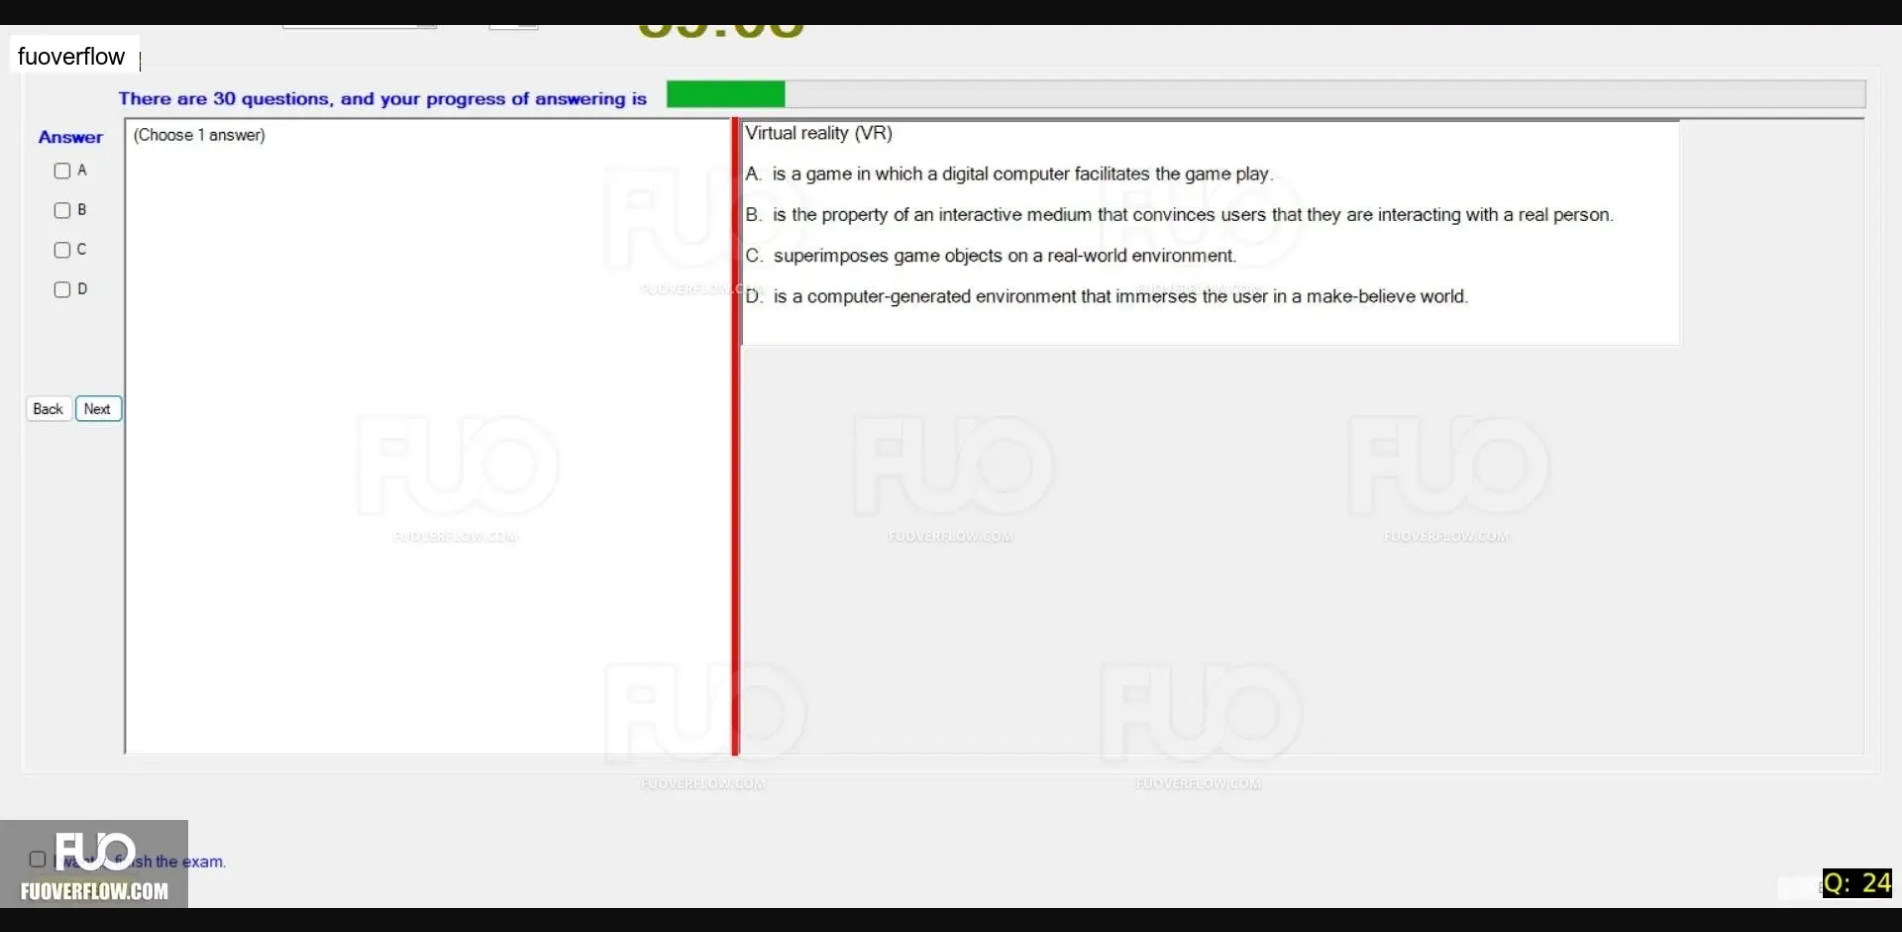 fuoverflow
There are 30 questions, and your progress of answering is
Answer
(Choose 1 answer)
A
B
C
D
Back
Next
Virtual reality (VR)
A. is a game in which a digital computer facilitates the game play.
B. is the property of an interactive medium that convinces users that they are interacting with a real person.
C. superimposes game objects on a real-world environment.
D. is a computer-generated environment that immerses the user in a make-believe world.
FUO
FUOVERFLOW.COM
FUO
FUOVERFLOW.COM
FUO
FUOVERFLOW.COM
FUO
FUOVERFLOW.COM
FUO
FUOVERFLOW.COM
FUO
FUOVERFLOW.COM
FUO
FUOVERFLOW.COM
the exam.
FUO
FUOVERFLOW.COM
Q: 24